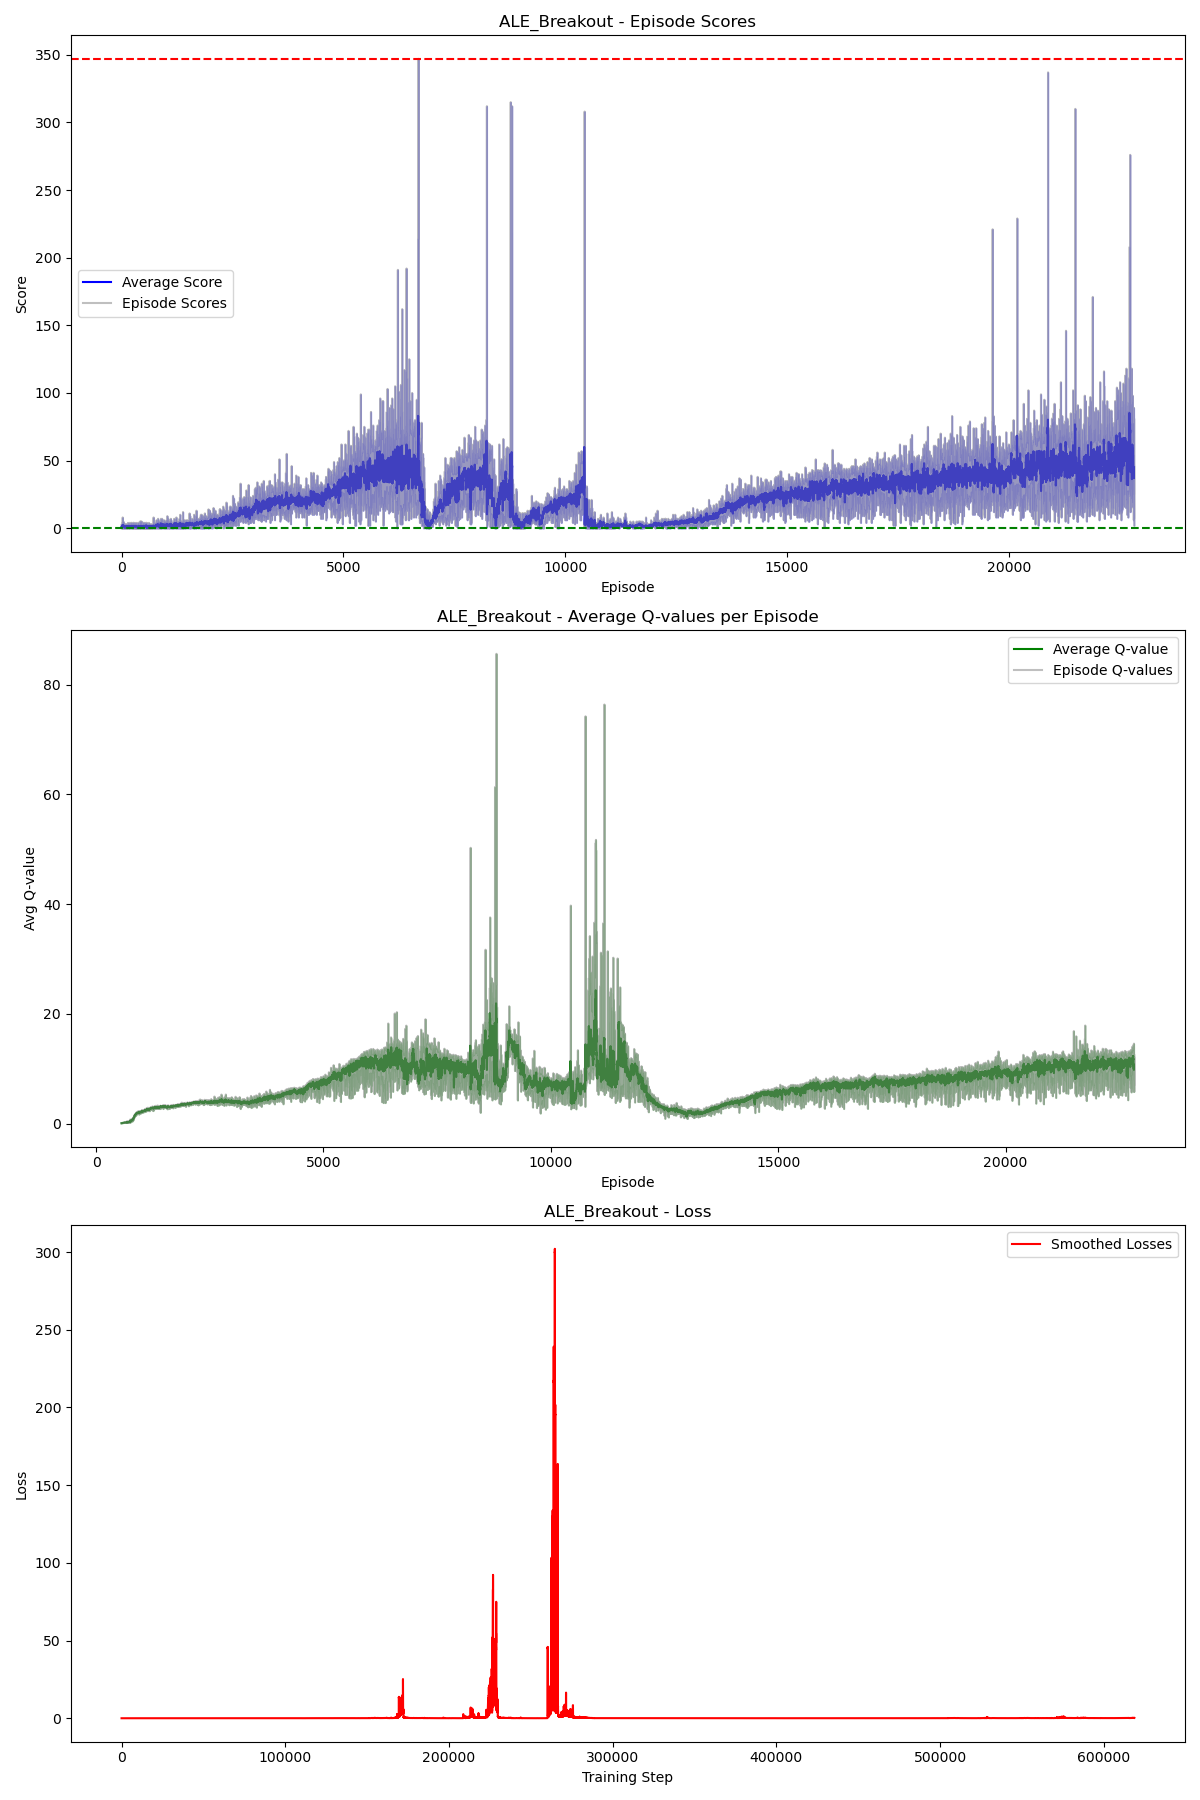 ALE_Breakout - Episode Scores
350
300
250
200
150
100
50
0
Score
Average Score
Episode Scores
0
5000
10000
15000
20000
Episode
ALE_Breakout - Average Q-values per Episode
80
60
40
20
0
Avg Q-value
Average Q-value
Episode Q-values
0
5000
10000
15000
20000
Episode
ALE_Breakout - Loss
300
250
200
150
100
50
0
Loss
Smoothed Losses
0
100000
200000
300000
400000
500000
600000
Training Step